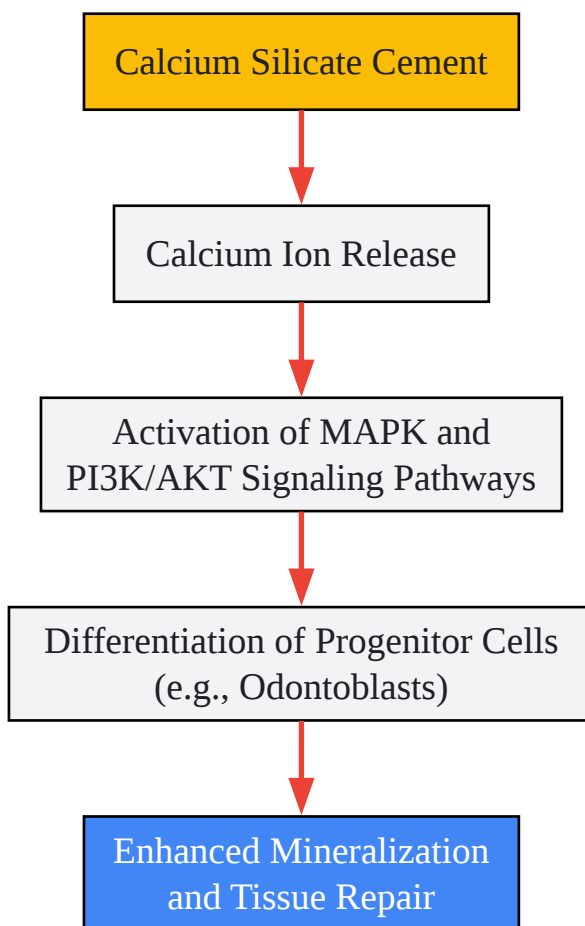 Calcium Silicate Cement
Calcium Ion Release
Activation of MAPK and
PI3K/AKT Signaling Pathways
Differentiation of Progenitor Cells
(e.g., Odontoblasts)
Enhanced Mineralization
and Tissue Repair